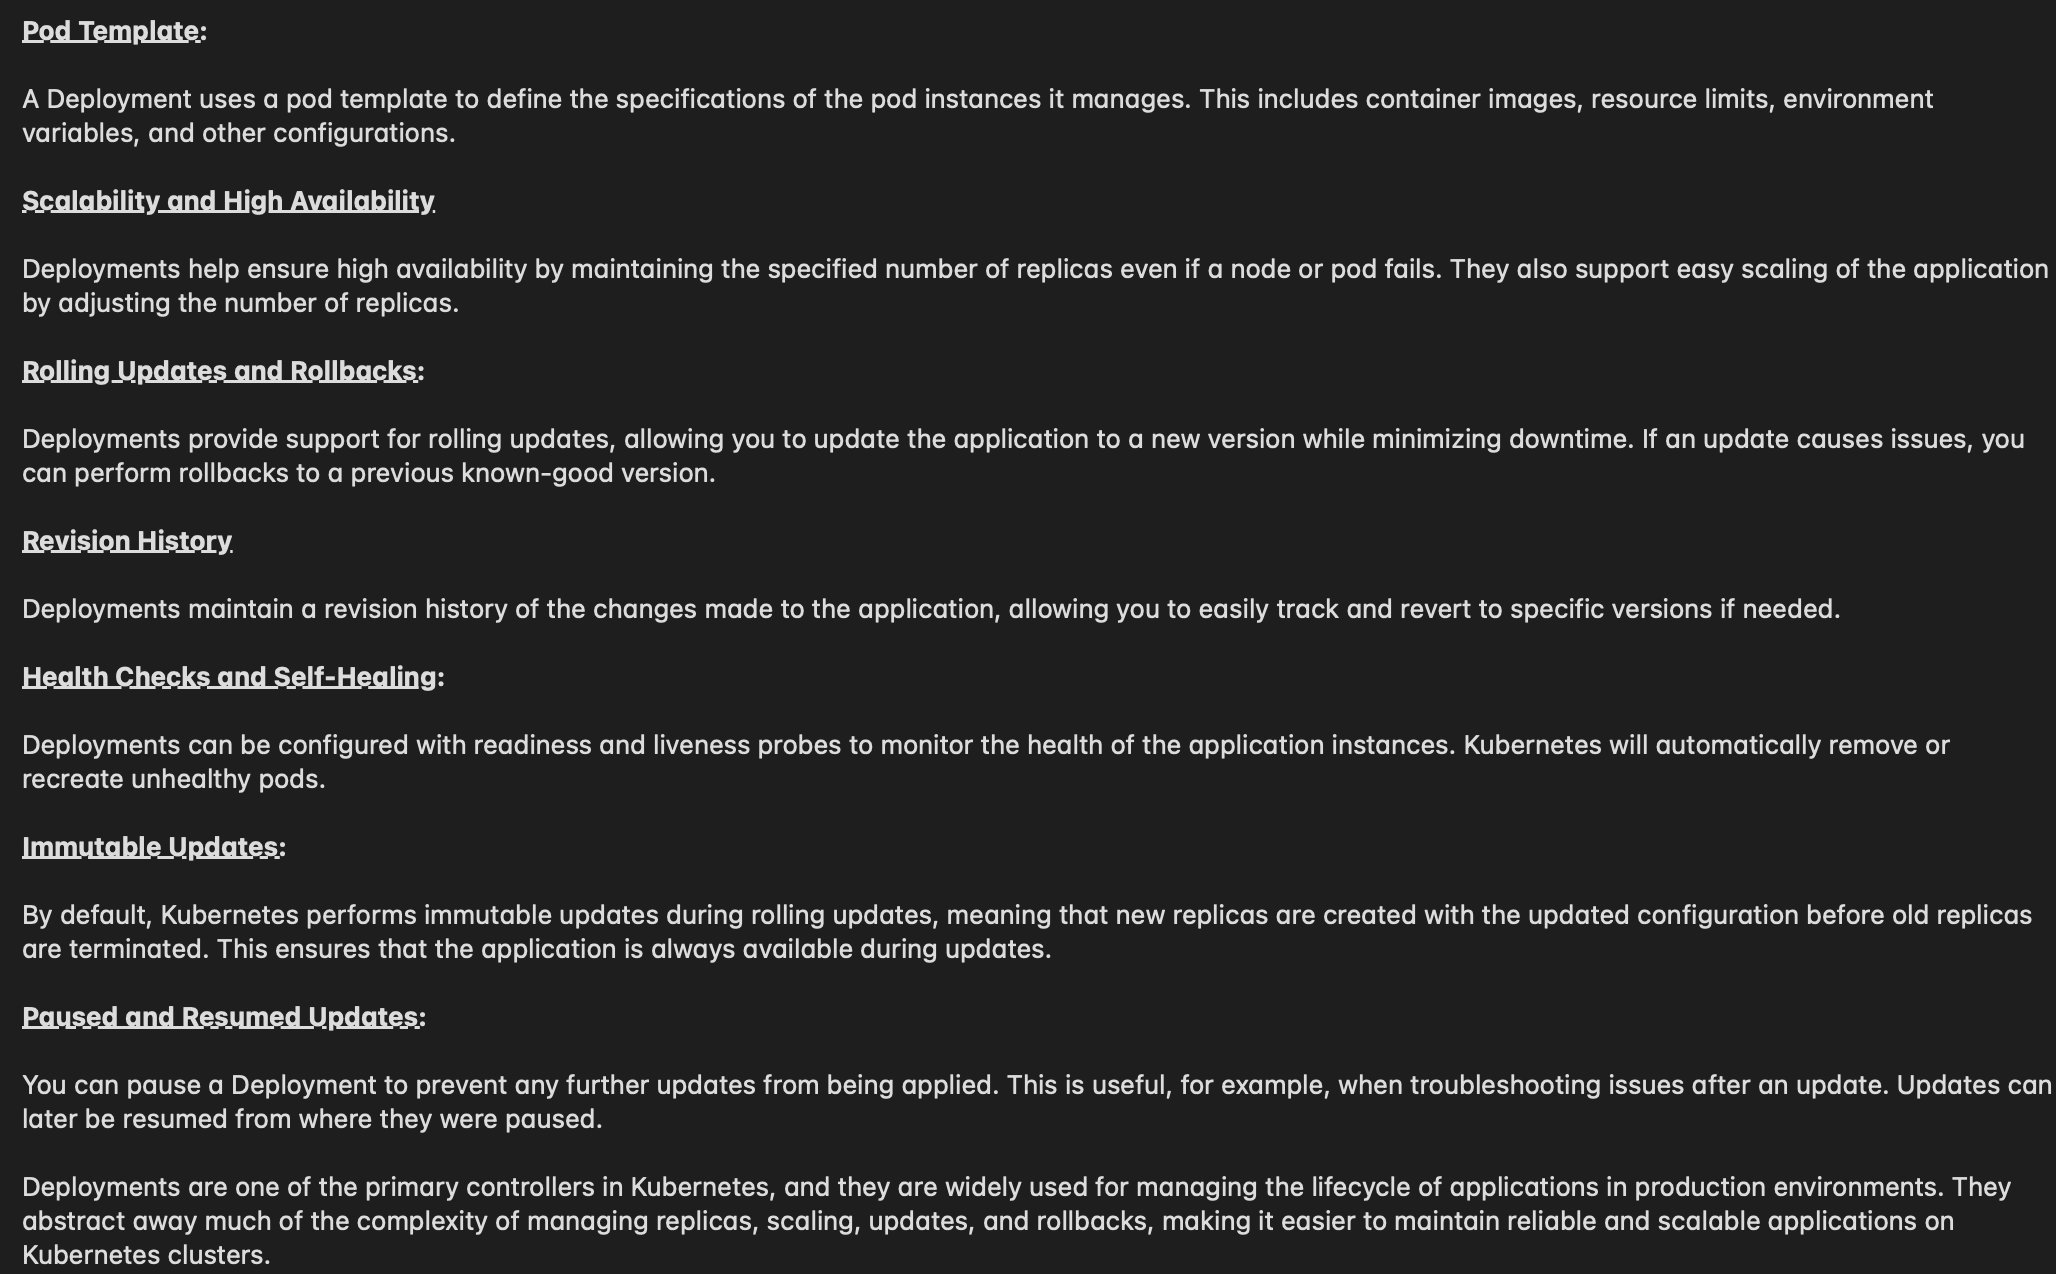 Pod Template:
A Deployment uses a pod template to define the specifications of the pod instances it manages. This includes container images, resource limits, environment
variables, and other configurations.
Scalability and High Availability
Deployments help ensure high availability by maintaining the specified number of replicas even if a node or pod fails. They also support easy scaling of the application
by adjusting the number of replicas.
Rolling Updates and Rollbacks:
Deployments provide support for rolling updates, allowing you to update the application to a new version while minimizing downtime. If an update causes issues, you
can perform rollbacks to a previous known-good version.
Revision History
Deployments maintain a revision history of the changes made to the application, allowing you to easily track and revert to specific versions if needed.
Health Checks and Self-Healing:
Deployments can be configured with readiness and liveness probes to monitor the health of the application instances. Kubernetes will automatically remove or
recreate unhealthy pods.
Immutable Updates:
By default, Kubernetes performs immutable updates during rolling updates, meaning that new replicas are created with the updated configuration before old replicas
are terminated. This ensures that the application is always available during updates.
Paused and Resumed Updates:
You can pause a Deployment to prevent any further updates from being applied. This is useful, for example, when troubleshooting issues after an update. Updates can
later be resumed from where they were paused.
Deployments are one of the primary controllers in Kubernetes, and they are widely used for managing the lifecycle of applications in production environments. They
abstract away much of the complexity of managing replicas, scaling, updates, and rollbacks, making it easier to maintain reliable and scalable applications on
Kubernetes clusters.